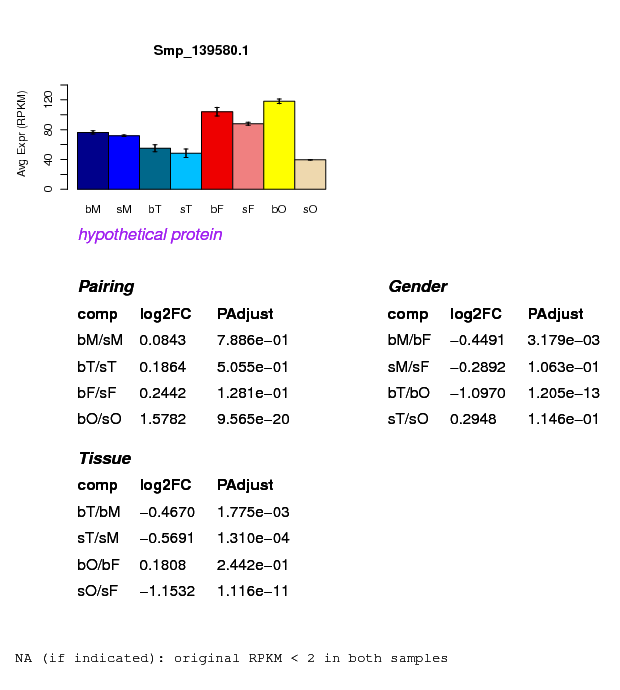 Smp_139580.1
Avg Expr (RPKM)
0 40 80 120
bM sM bT sT bF sF bO sO
hypothetical protein
Pairing
comp log2FC PAdjust
bM/sM 0.0843 7.886e−01
bT/sT 0.1864 5.055e−01
bF/sF 0.2442 1.281e−01
bO/sO 1.5782 9.565e−20
Gender
comp log2FC PAdjust
bM/bF −0.4491 3.179e−03
sM/sF −0.2892 1.063e−01
bT/bO −1.0970 1.205e−13
sT/sO 0.2948 1.146e−01
Tissue
comp log2FC PAdjust
bT/bM −0.4670 1.775e−03
sT/sM −0.5691 1.310e−04
bO/bF 0.1808 2.442e−01
sO/sF −1.1532 1.116e−11
NA (if indicated): original RPKM < 2 in both samples